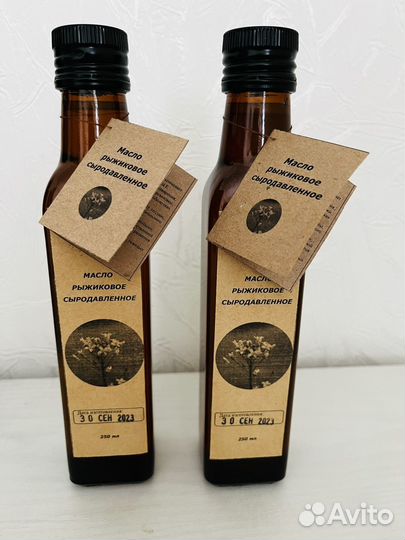 Масло
рыжиковое
сыродавленное
МАСЛО
РЫЖИКОВОЕ
СЫРОДАВЛЕННОЕ
Дата изготовления:
30 СЕН 2023
250 мл
Масло
рыжиковое
сыродавленное
МАСЛО
РЫЖИКОВОЕ
СЫРОДАВЛЕННОЕ
Дата изготовления:
30 СЕН 2023
250 мл
Avito